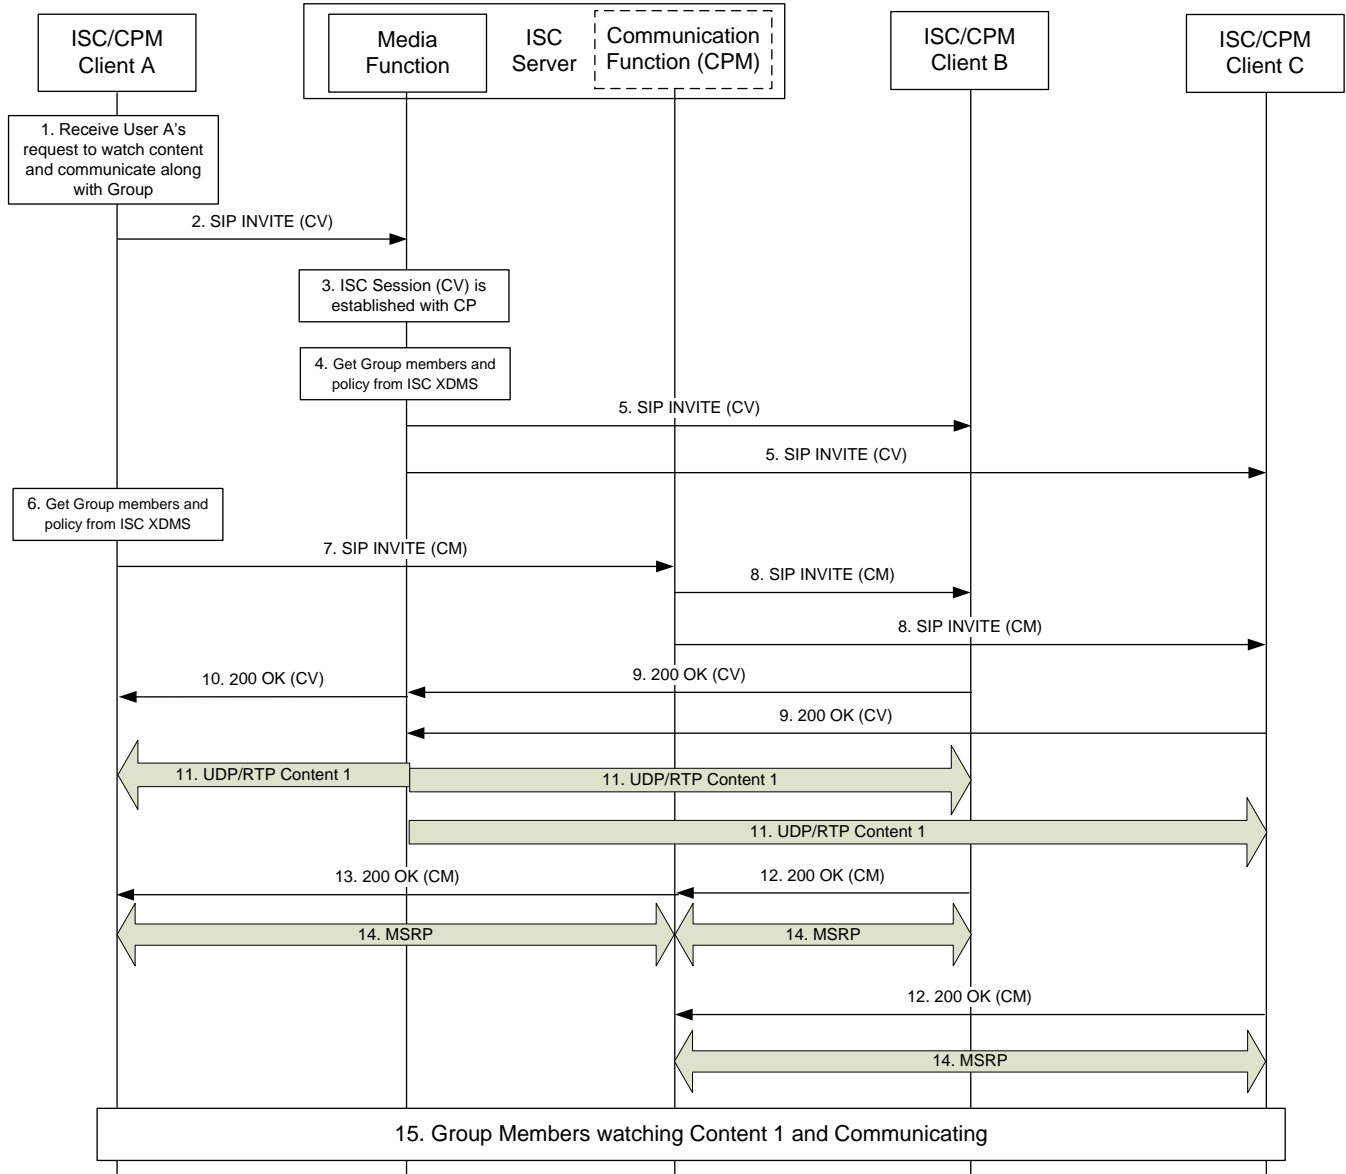 ISC/CPM
Client A
Media
Function
ISC
Server
Communication
Function (CPM)
ISC/CPM
Client B
ISC/CPM
Client C
1. Receive User A's
request to watch content
and communicate along
with Group
2. SIP INVITE (CV)
3. ISC Session (CV) is
established with CP
4. Get Group members and
policy from ISC XDMS
5. SIP INVITE (CV)
5. SIP INVITE (CV)
6. Get Group members and
policy from ISC XDMS
7. SIP INVITE (CM)
8. SIP INVITE (CM)
8. SIP INVITE (CM)
10. 200 OK (CV)
9. 200 OK (CV)
9. 200 OK (CV)
11. UDP/RTP Content 1
11. UDP/RTP Content 1
11. UDP/RTP Content 1
13. 200 OK (CM)
12. 200 OK (CM)
14. MSRP
14. MSRP
12. 200 OK (CM)
14. MSRP
15. Group Members watching Content 1 and Communicating